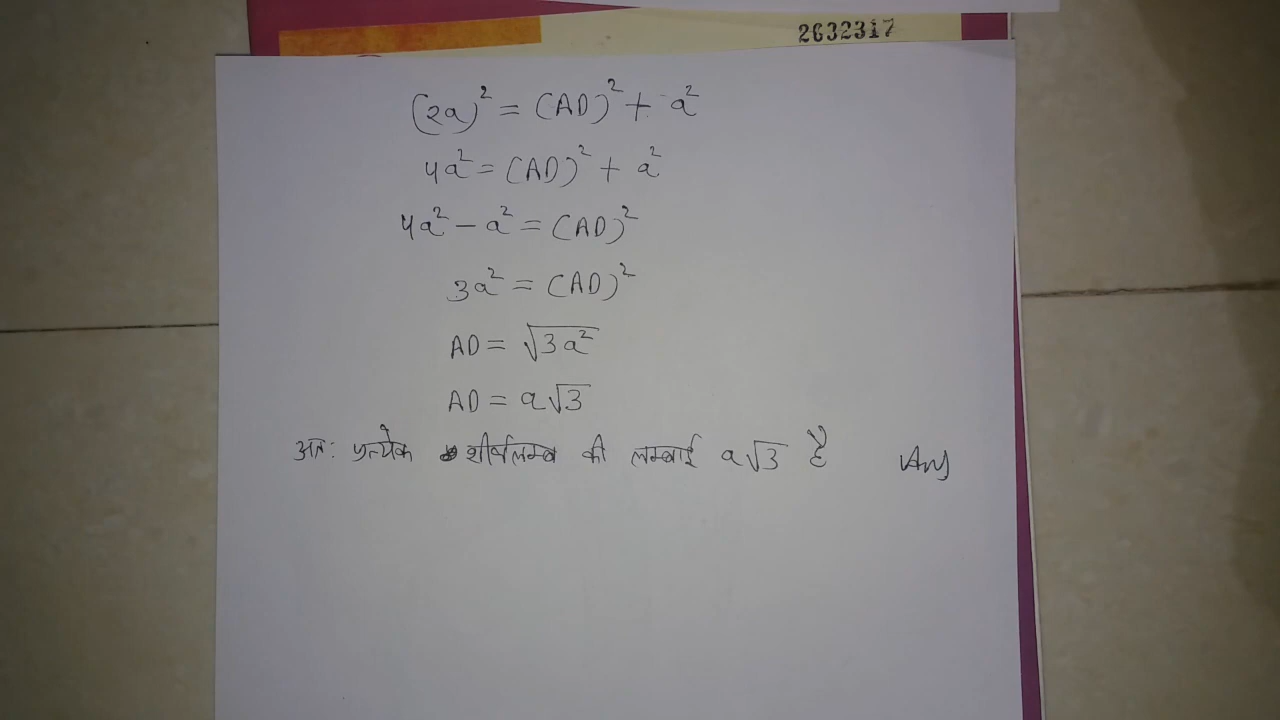 2632317
(2a)² = (AD)² + a²
4a² = (AD)² + a²
4a² - a² = (AD)²
3a² = (AD)²
AD = √3a²
AD = a√3
अतः प्रत्येक शीर्षलम्ब की लम्बाई a√3 है Ans